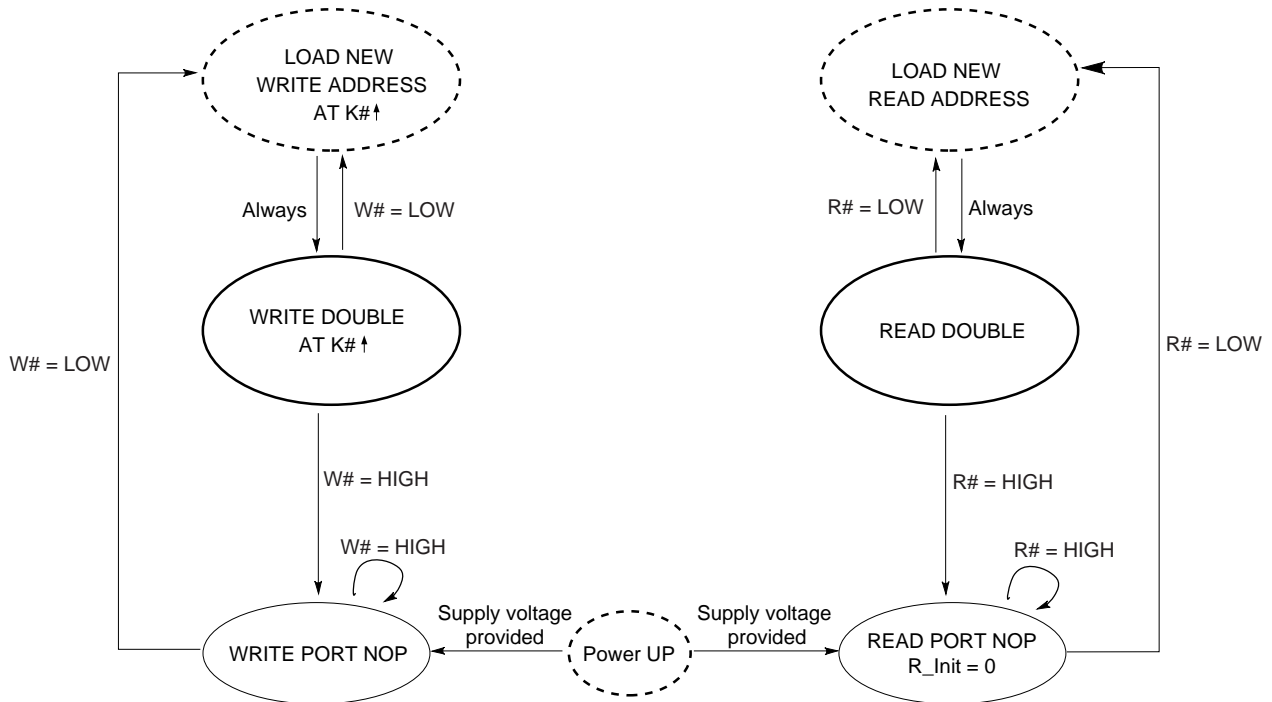 LOAD NEW
WRITE ADDRESS
AT K#↑
LOAD NEW
READ ADDRESS
Always
W# = LOW
R# = LOW
Always
WRITE DOUBLE
AT K#↑
READ DOUBLE
W# = LOW
R# = LOW
W# = HIGH
R# = HIGH
W# = HIGH
R# = HIGH
Supply voltage
provided
Supply voltage
provided
WRITE PORT NOP
Power UP
READ PORT NOP
R_Init = 0